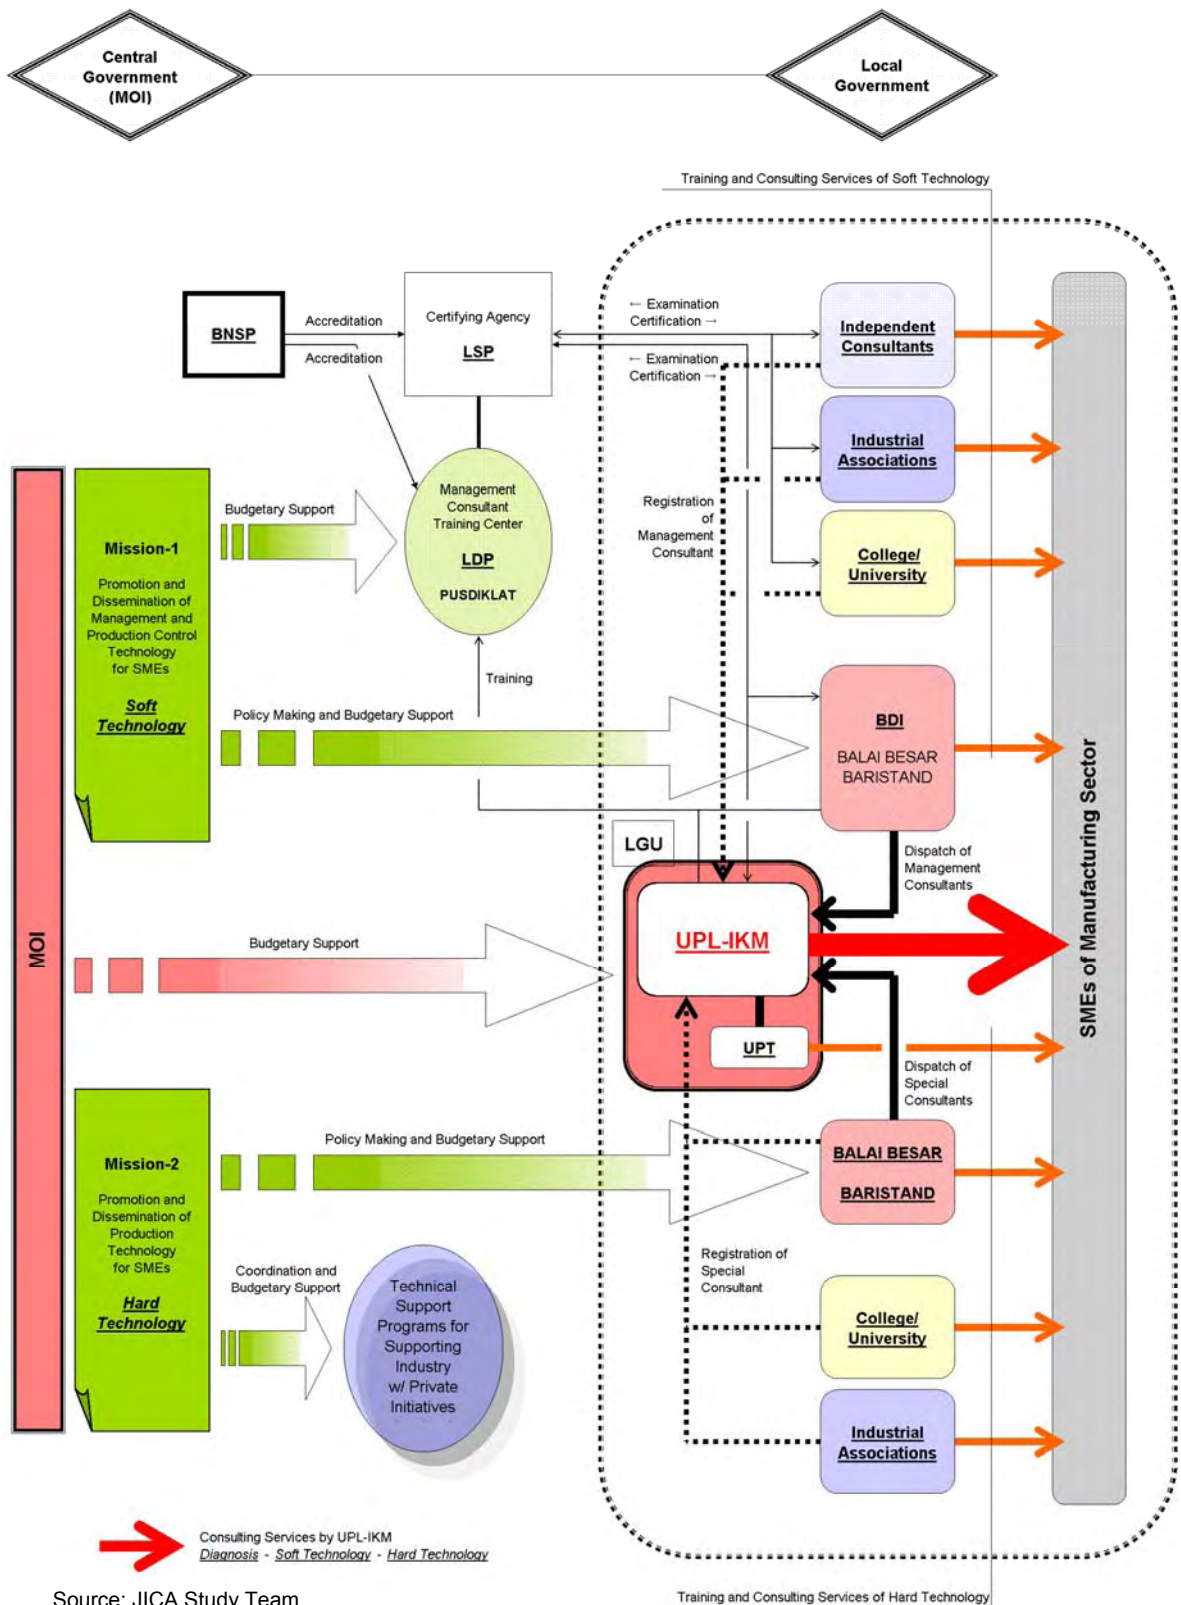 Central
Government
(MOI)
Local
Government
Training and Consulting Services of Soft Technology
BNSP
Accreditation
Accreditation
Certifying Agency
LSP
← Examination
Certification →
← Examination
Certification →
Independent
Consultants
Industrial
Associations
College/
University
Registration
of
Management
Consultant
Management
Consultant
Training Center
LDP
PUSDIKLAT
Budgetary Support
Mission-1
Promotion and
Dissemination of
Management and
Production Control
Technology
for SMEs
Soft
Technology
Training
Policy Making and Budgetary Support
BDI
BALAI BESAR
BARISTAND
LGU
Dispatch of
Management
Consultants
UPL-IKM
UPT
MOI
Budgetary Support
SMEs of Manufacturing Sector
Dispatch of
Special
Consultants
Mission-2
Promotion and
Dissemination of
Production
Technology
for SMEs
Hard
Technology
Policy Making and Budgetary Support
BALAI BESAR
BARISTAND
Coordination and
Budgetary Support
Technical
Support
Programs for
Supporting
Industry
w/ Private
Initiatives
Registration of
Special
Consultant
College/
University
Industrial
Associations
Consulting Services by UPL-IKM
Diagnosis - Soft Technology - Hard Technology
Source: JICA Study Team
Training and Consulting Services of Hard Technology